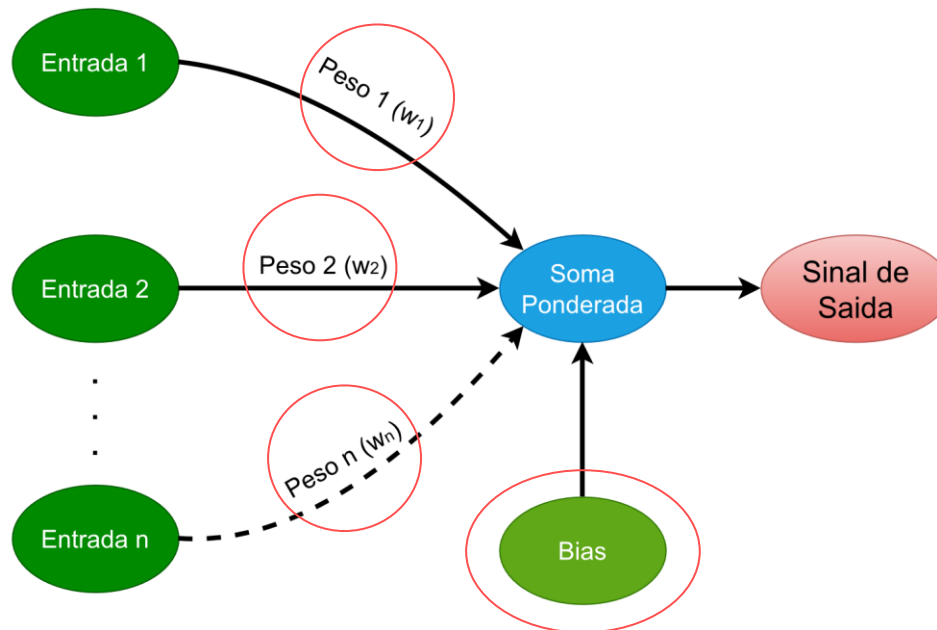 Entrada 1
Peso 1 (w1)
Entrada 2
Peso 2 (w2)
Soma
Ponderada
Sinal de
Saida
.
.
.
Peso n (wn)
Entrada n
Bias